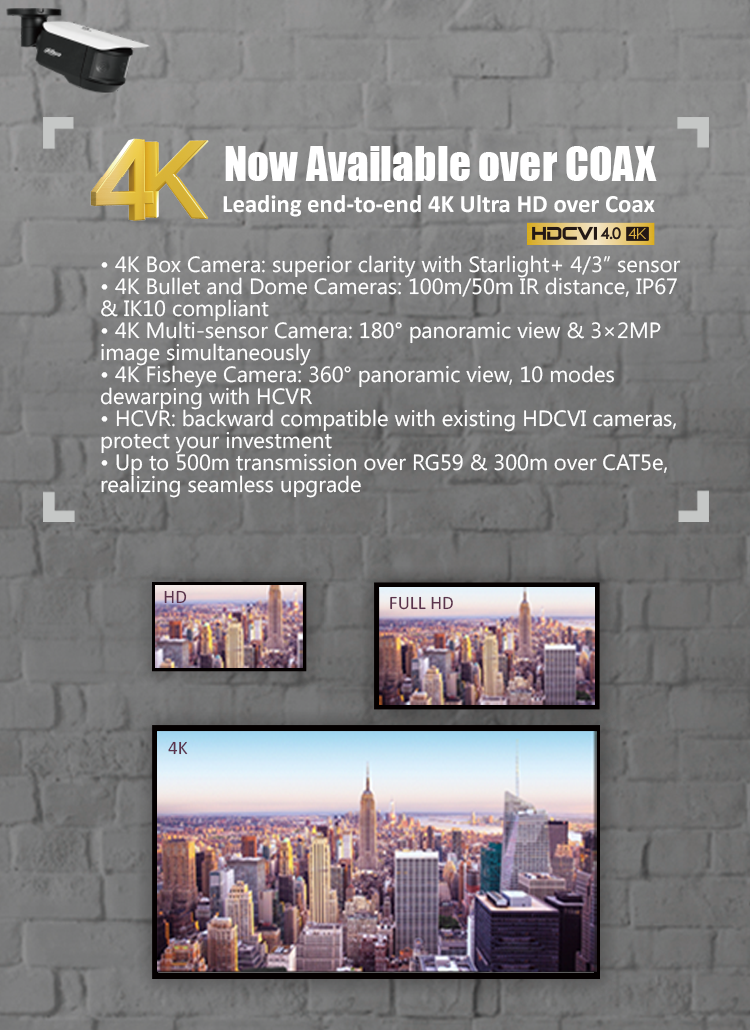 alhua
4K Now Available over COAX
Leading end-to-end 4K Ultra HD over Coax
HDCVI 4.0 4K
• 4K Box Camera: superior clarity with Starlight+ 4/3” sensor
• 4K Bullet and Dome Cameras: 100m/50m IR distance, IP67
& IK10 compliant
• 4K Multi-sensor Camera: 180° panoramic view & 3×2MP
image simultaneously
• 4K Fisheye Camera: 360° panoramic view, 10 modes
dewarping with HCVR
• HCVR: backward compatible with existing HDCVI cameras,
protect your investment
• Up to 500m transmission over RG59 & 300m over CAT5e,
realizing seamless upgrade
HD
FULL HD
4K